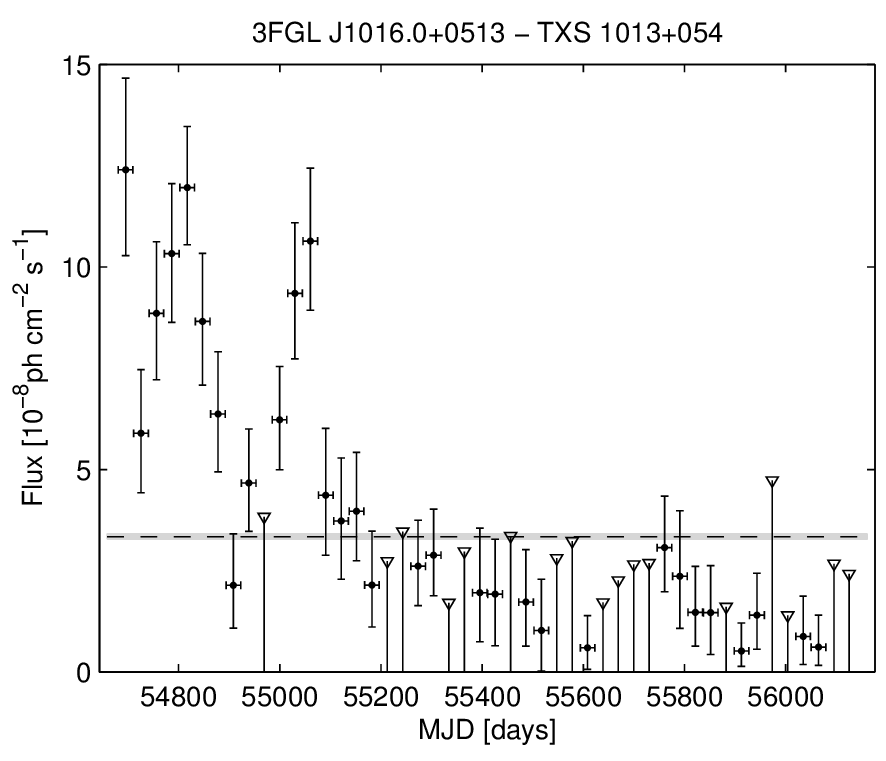 3FGL J1016.0+0513 − TXS 1013+054
15
10
5
0
Flux [10⁻⁸ph cm⁻² s⁻¹]
54800 55000 55200 55400 55600 55800 56000
MJD [days]